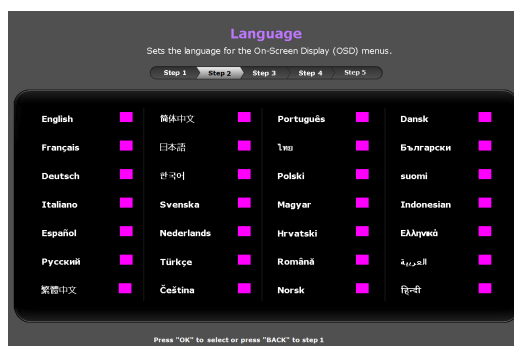 Language
Sets the language for the On-Screen Display (OSD) menus.
Step 1 Step 2 Step 3 Step 4 Step 5
English 簡体中文 Português Dansk
Français 日本語 ไทย Български
Deutsch 한국어 Polski suomi
Italiano Svenska Magyar Indonesian
Español Nederlands Hrvatski Ελληνικά
Русский Türkçe Română العربية
繁體中文 Čeština Norsk हिन्दी
Press "OK" to select or press "BACK" to step 1